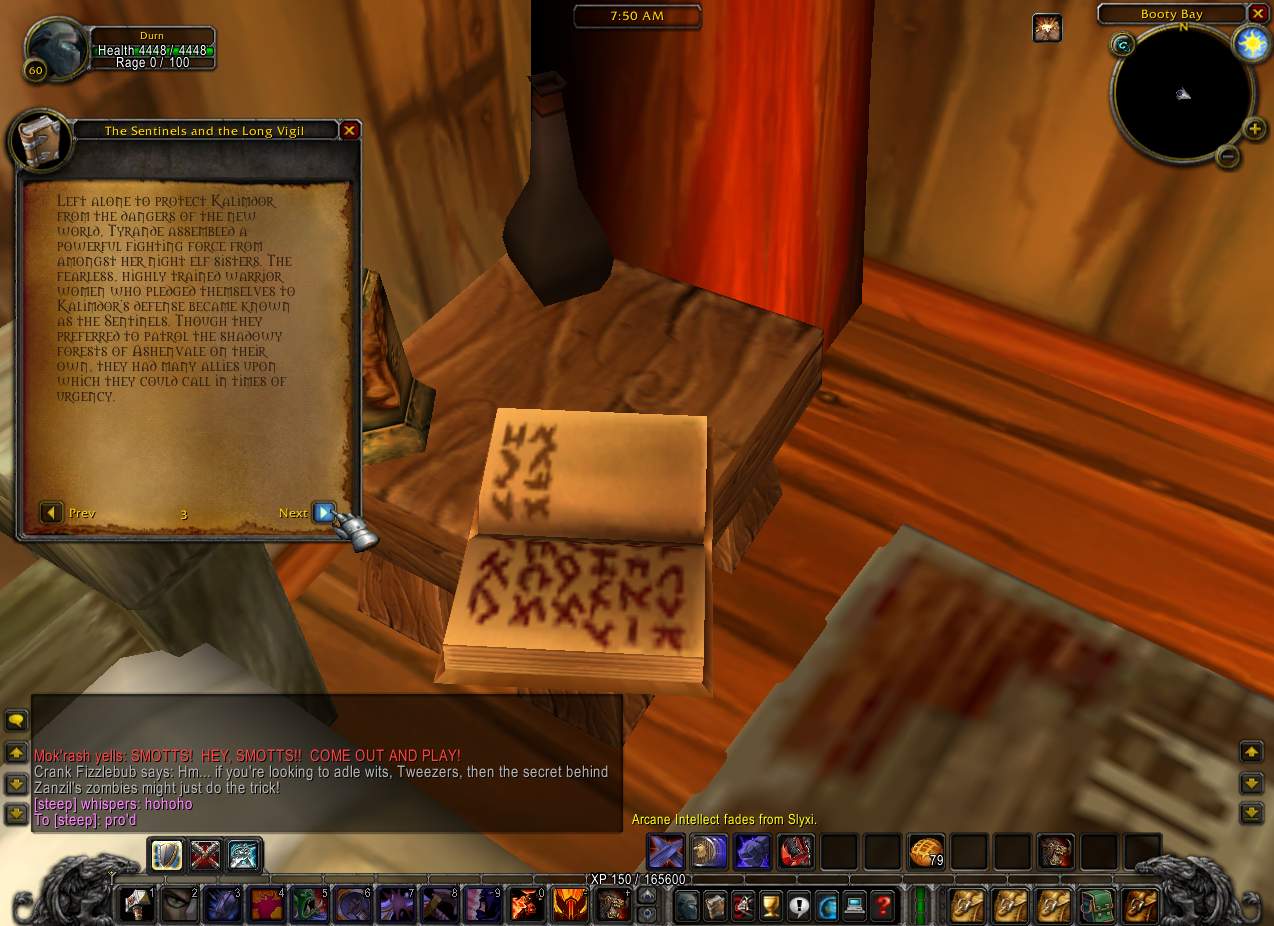 7:50 AM
Booty Bay
N
Durn
Health 4448 / 4448
Rage 0 / 100
60
The Sentinels and the Long Vigil
Left alone to protect Kalimdor
from the dangers of the new
world, Tyrande assembled a
powerful fighting force from
amongst her night elf sisters. The
fearless, highly trained warrior
women who pledged themselves to
Kalimdor's defense became known
as the Sentinels. Though they
preferred to patrol the shadowy
forests of Ashenvale on their
own, they had many allies upon
which they could call in times of
urgency.
Prev
3
Next
Mok'rash yells: SMOTTS!  HEY, SMOTTS!!  COME OUT AND PLAY!
Crank Fizzlebub says: Hm... if you're looking to adle wits, Tweezers, then the secret behind
Zanzil's zombies might just do the trick!
[steep] whispers: hohoho
To [steep]: pro'd
Arcane Intellect fades from Slyxi.
79
XP 150 / 165600
1 2 3 4 5 6 7 8 9 0 - +